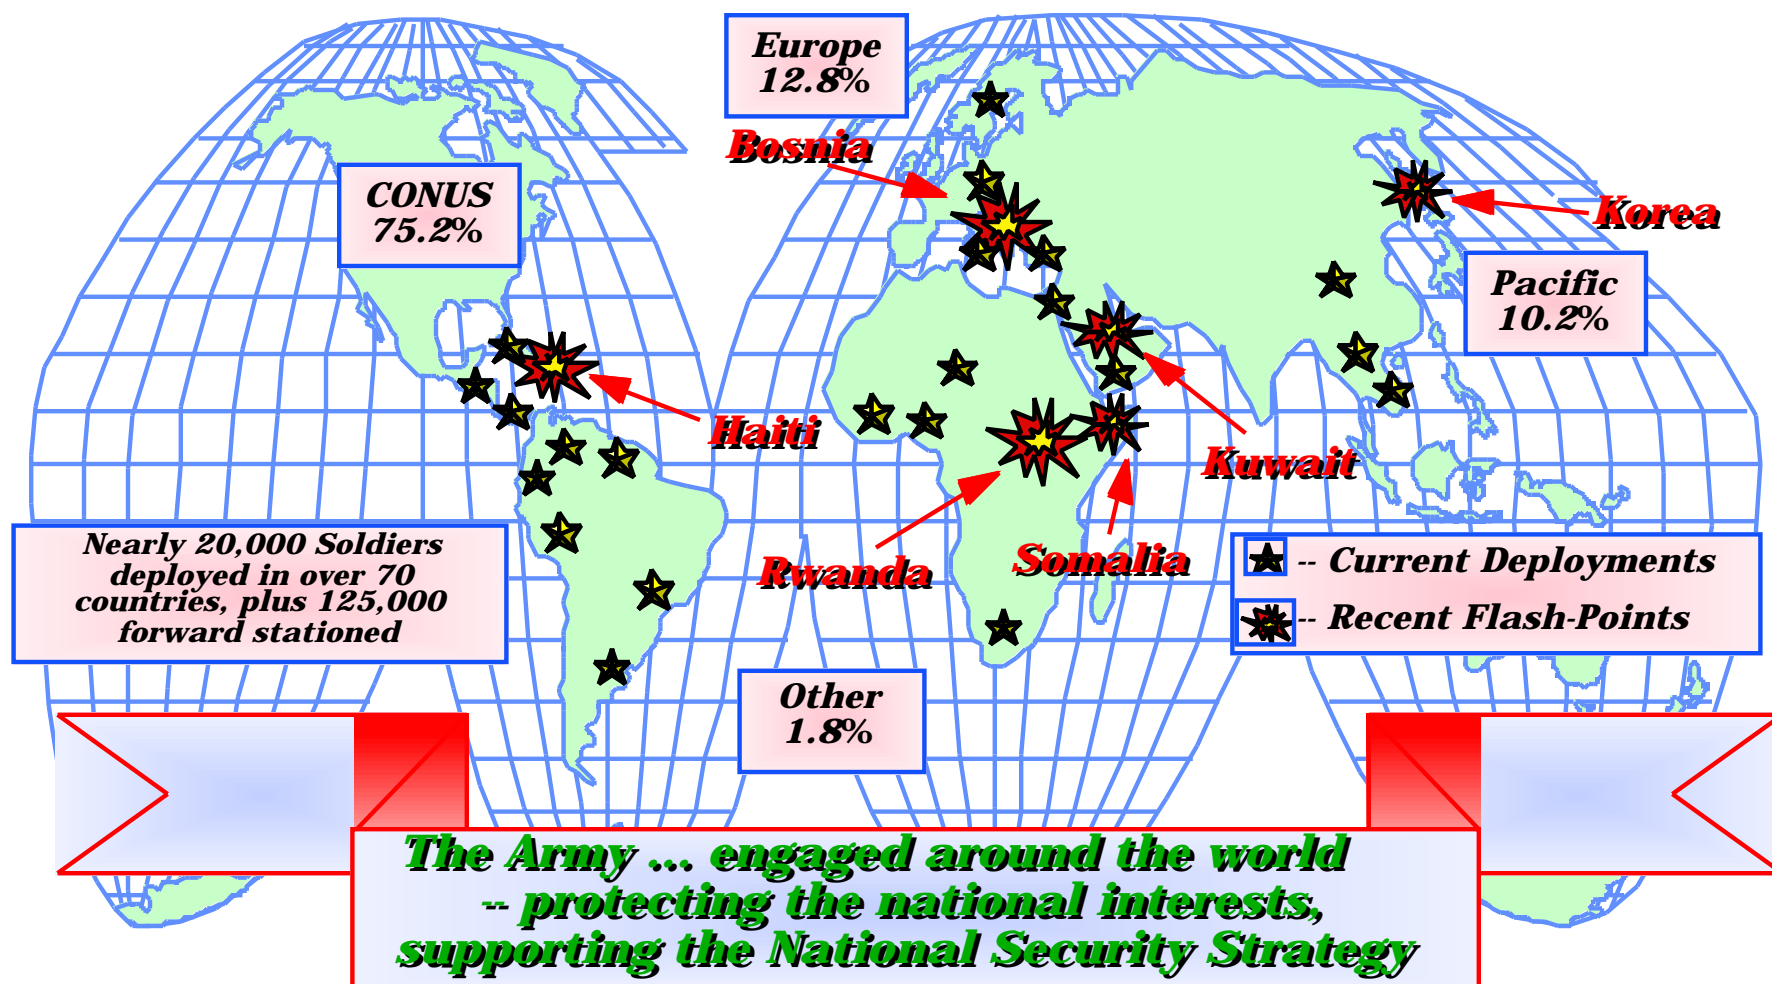 Europe
12.8%
Bosnia
CONUS
75.2%
Korea
Pacific
10.2%
Haiti
Kuwait
Rwanda
Somalia
Nearly 20,000 Soldiers
deployed in over 70
countries, plus 125,000
forward stationed
-- Current Deployments
-- Recent Flash-Points
Other
1.8%
The Army ... engaged around the world
-- protecting the national interests,
supporting the National Security Strategy